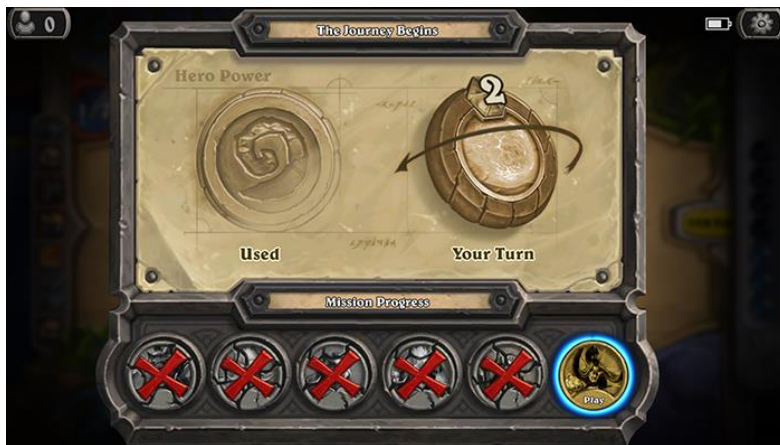 0
The Journey Begins
Hero Power
2
Used
Your Turn
Mission Progress
Play